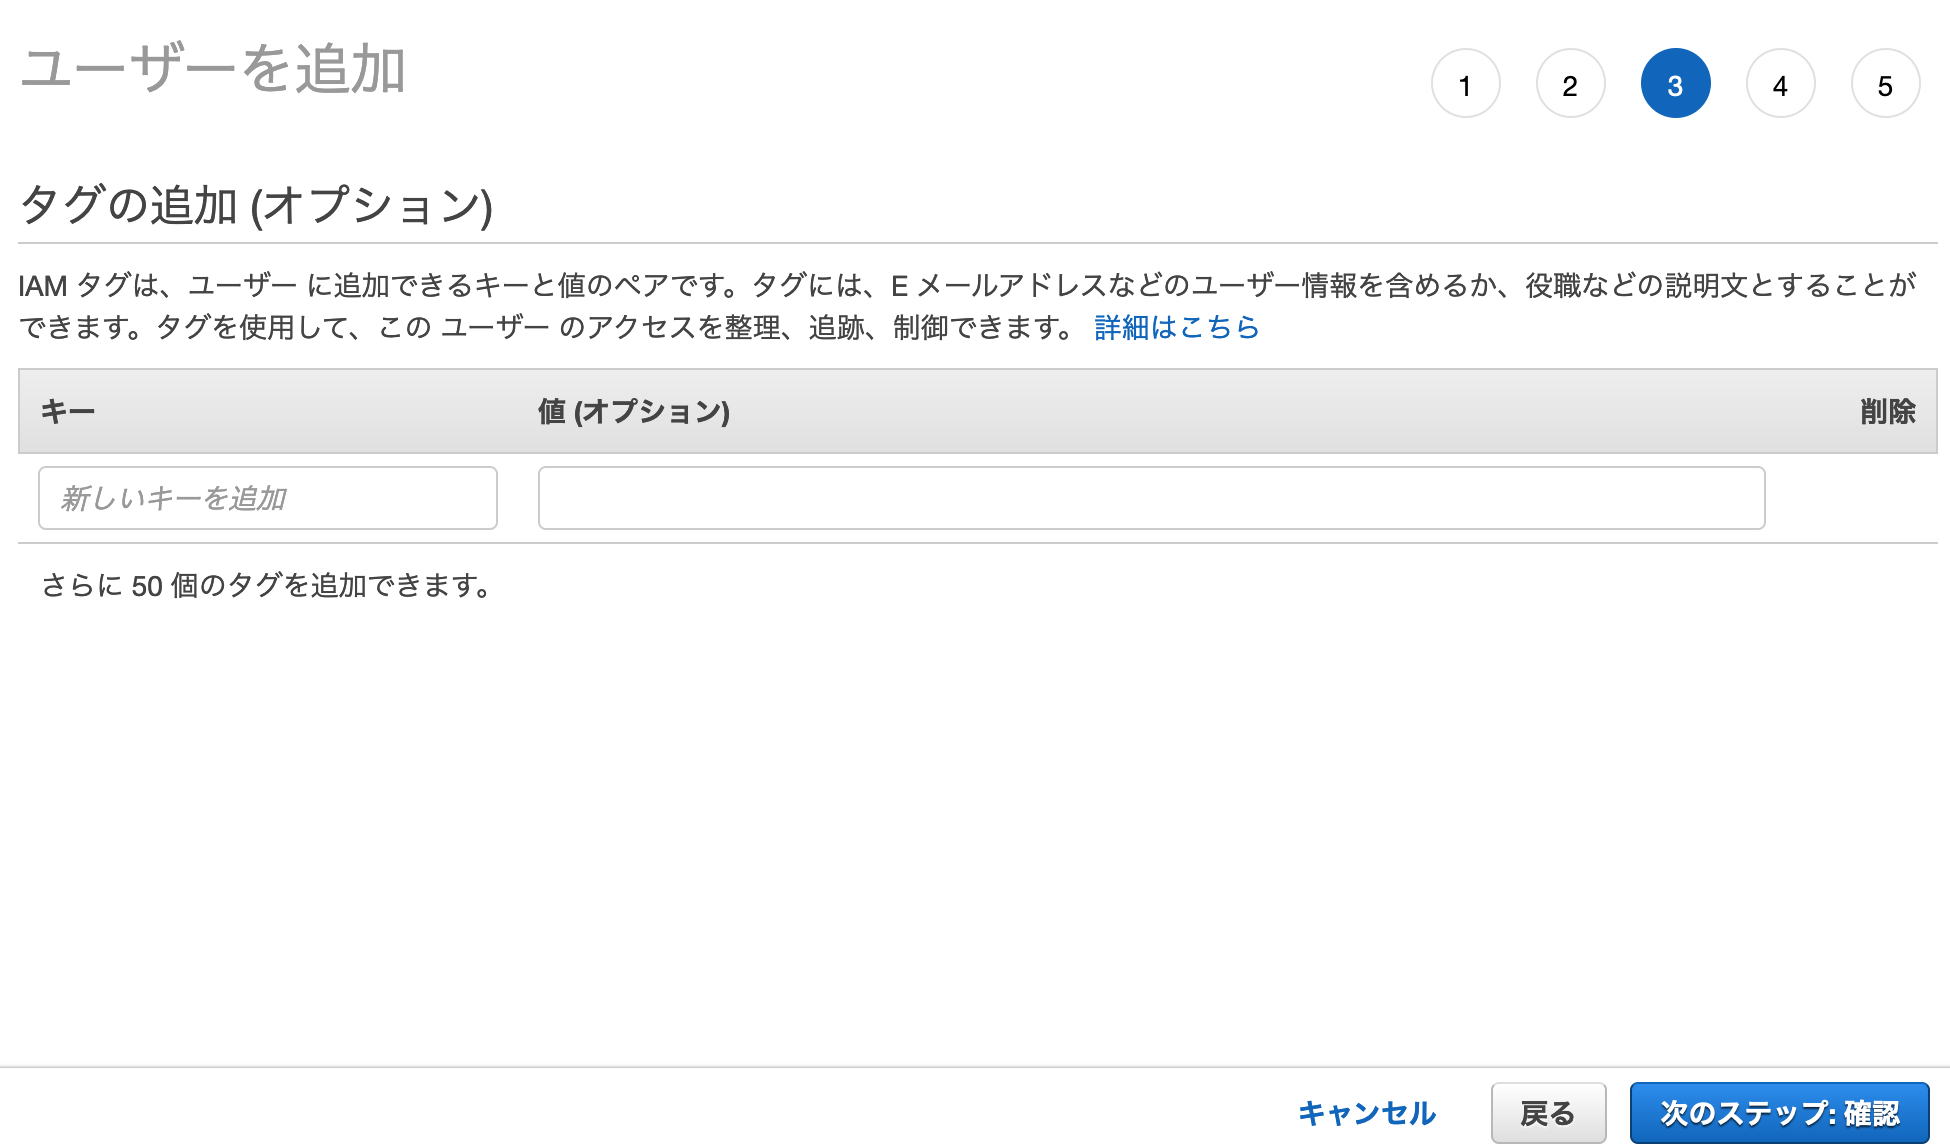 ユーザーを追加
1 2 3 4 5
タグの追加 (オプション)
IAM タグは、ユーザー に追加できるキーと値のペアです。タグには、E メールアドレスなどのユーザー情報を含めるか、役職などの説明文とすることが
できます。タグを使用して、この ユーザー のアクセスを整理、追跡、制御できます。 詳細はこちら
キー 値 (オプション) 削除
新しいキーを追加
さらに 50 個のタグを追加できます。
キャンセル 戻る 次のステップ: 確認